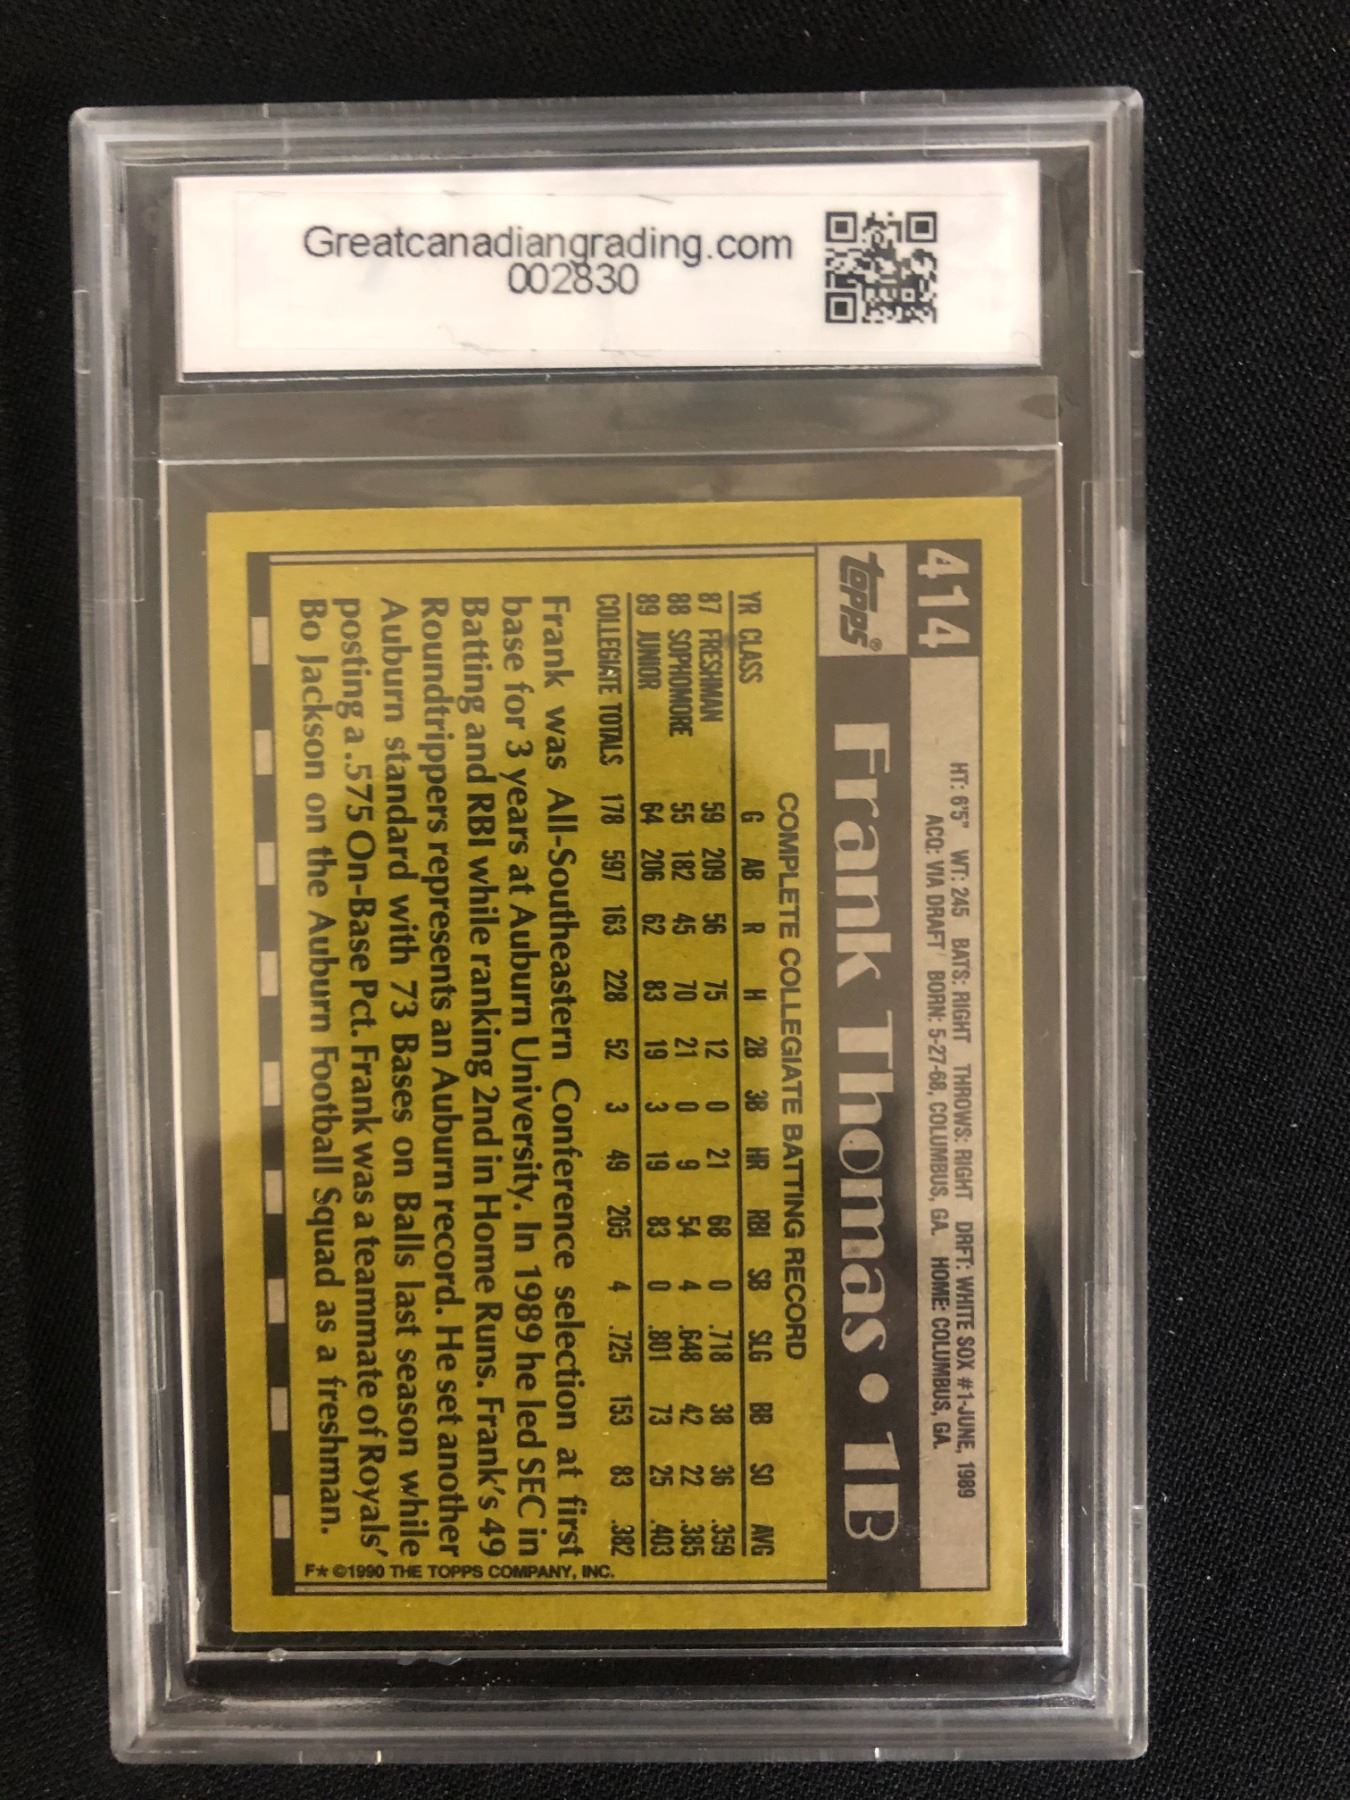 Greatcanadiangrading.com
002830
414
HT: 6'5" WT: 245 BATS: RIGHT THROWS: RIGHT DRFT: WHITE SOX #1-JUNE, 1989
ACQ: VIA DRAFT BORN: 5-27-68, COLUMBUS, GA. HOME: COLUMBUS, GA.
TOPPS®
Frank Thomas • 1B
COMPLETE COLLEGIATE BATTING RECORD
YR CLASS G AB R H 2B 3B HR RBI SB SLG BB SO AVG
87 FRESHMAN 59 209 56 75 12 0 21 68 0 .718 38 36 .359
88 SOPHOMORE 55 182 45 70 21 0 9 54 4 .648 42 22 .385
89 JUNIOR 64 206 62 83 19 3 19 83 0 .801 73 25 .403
COLLEGIATE TOTALS 178 597 163 228 52 3 49 205 4 .725 153 83 .382
Frank was All-Southeastern Conference selection at first
base for 3 years at Auburn University. In 1989 he led SEC in
Batting and RBI while ranking 2nd in Home Runs. Frank's 49
Roundtrippers represents an Auburn record. He set another
Auburn standard with 73 Bases on Balls last season while
posting a .575 On-Base Pct. Frank was a teammate of Royals'
Bo Jackson on the Auburn Football Squad as a freshman.
F* ©1990 THE TOPPS COMPANY, INC.